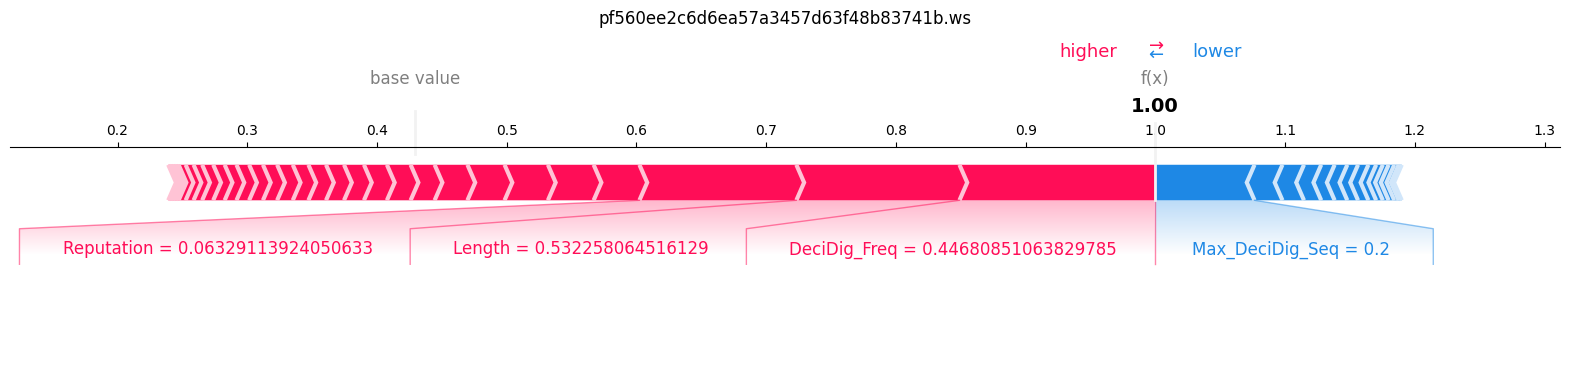 pf560ee2c6d6ea57a3457d63f48b83741b.ws
higher → ← lower
base value f(x)
1.00
0.2 0.3 0.4 0.5 0.6 0.7 0.8 0.9 1.0 1.1 1.2 1.3
Reputation = 0.06329113924050633 Length = 0.532258064516129 DeciDig_Freq = 0.44680851063829785 Max_DeciDig_Seq = 0.2